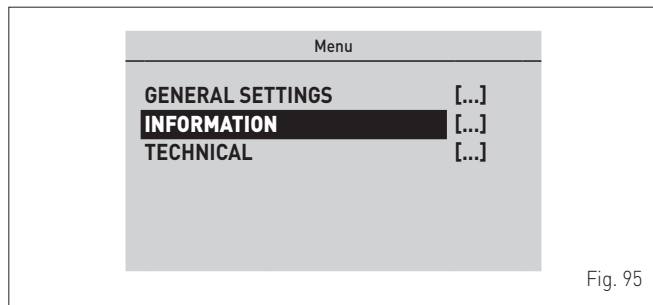 Menu
GENERAL SETTINGS [...]
INFORMATION [...]
TECHNICAL [...]
Fig. 95